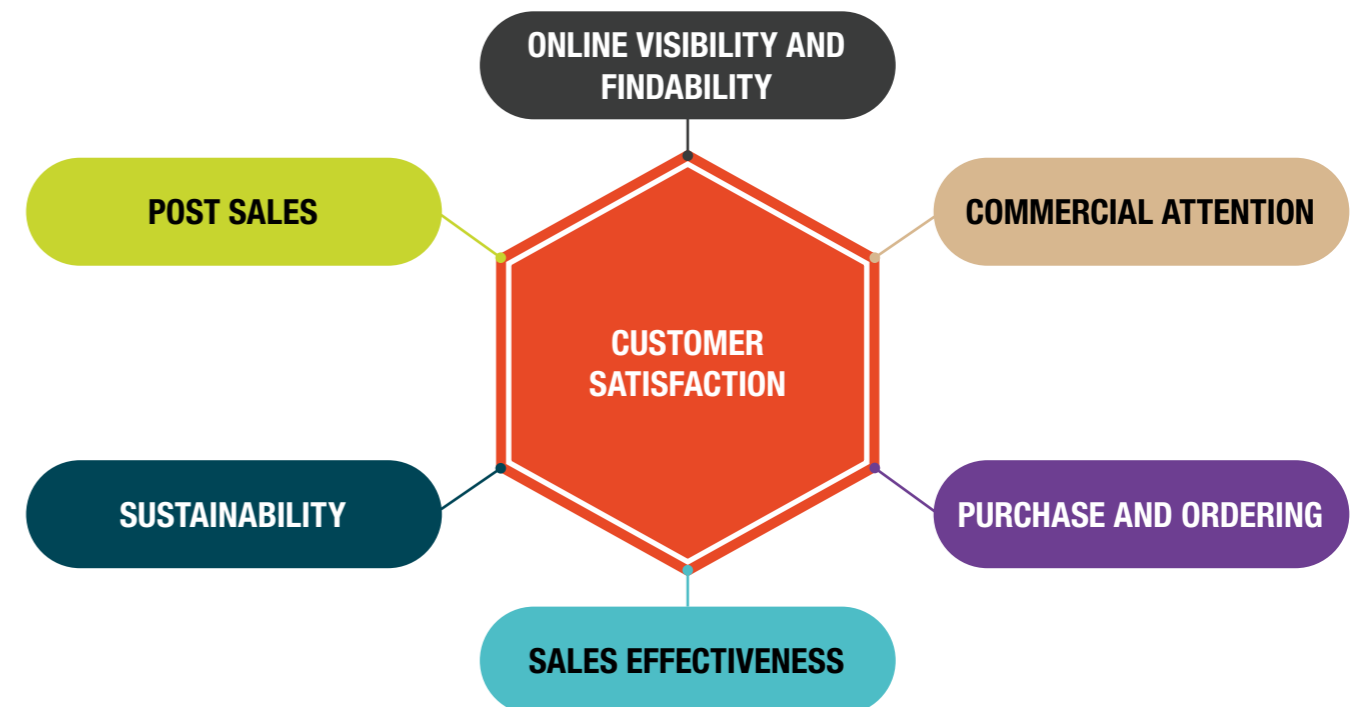 ONLINE VISIBILITY AND
FINDABILITY
POST SALES
COMMERCIAL ATTENTION
CUSTOMER
SATISFACTION
SUSTAINABILITY
PURCHASE AND ORDERING
SALES EFFECTIVENESS